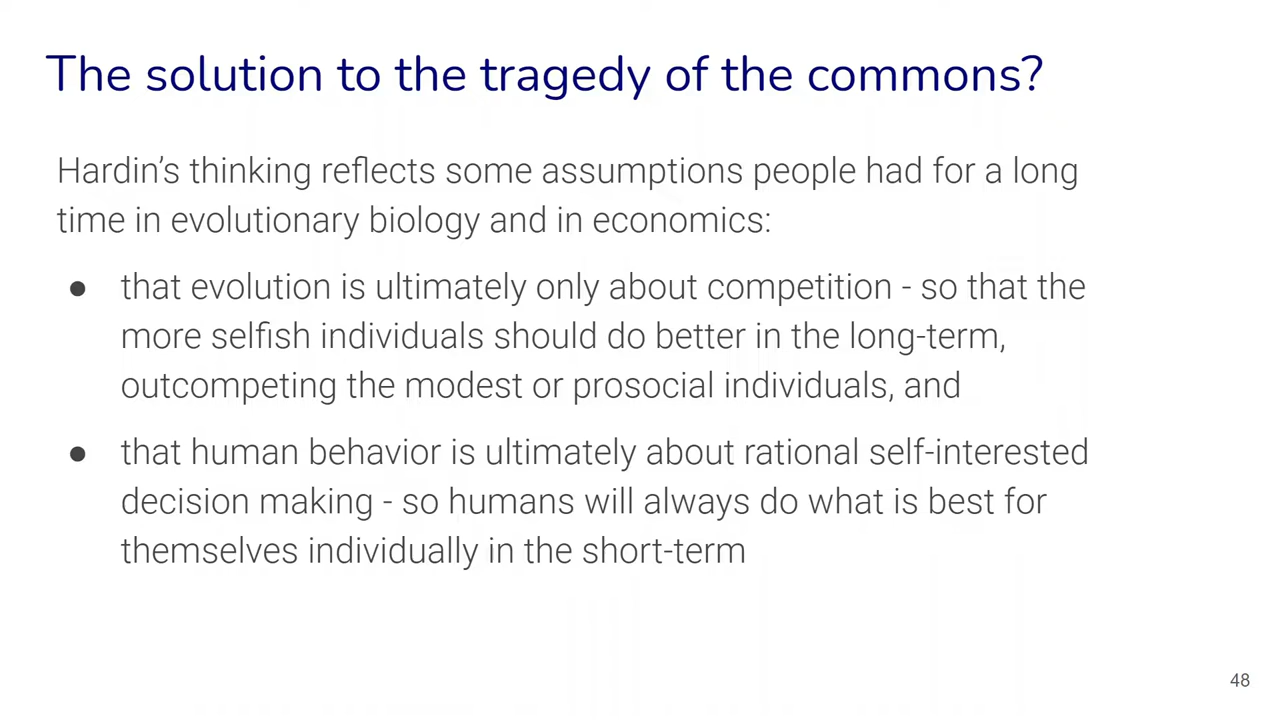 The solution to the tragedy of the commons?
Hardin’s thinking reflects some assumptions people had for a long
time in evolutionary biology and in economics:
● that evolution is ultimately only about competition - so that the
more selfish individuals should do better in the long-term,
outcompeting the modest or prosocial individuals, and
● that human behavior is ultimately about rational self-interested
decision making - so humans will always do what is best for
themselves individually in the short-term
48